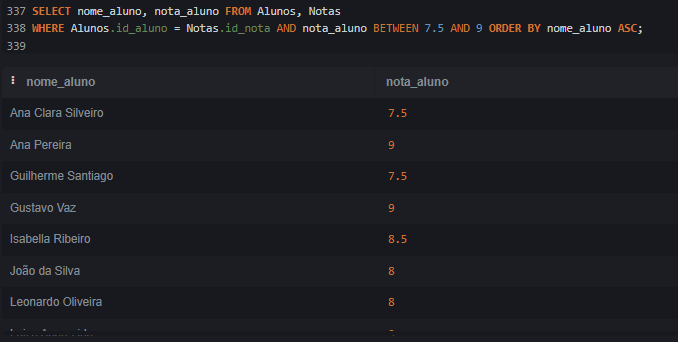 337 SELECT nome_aluno, nota_aluno FROM Alunos, Notas
338 WHERE Alunos.id_aluno = Notas.id_nota AND nota_aluno BETWEEN 7.5 AND 9 ORDER BY nome_aluno ASC;
339
nome_aluno nota_aluno
Ana Clara Silveiro 7.5
Ana Pereira 9
Guilherme Santiago 7.5
Gustavo Vaz 9
Isabella Ribeiro 8.5
João da Silva 8
Leonardo Oliveira 8